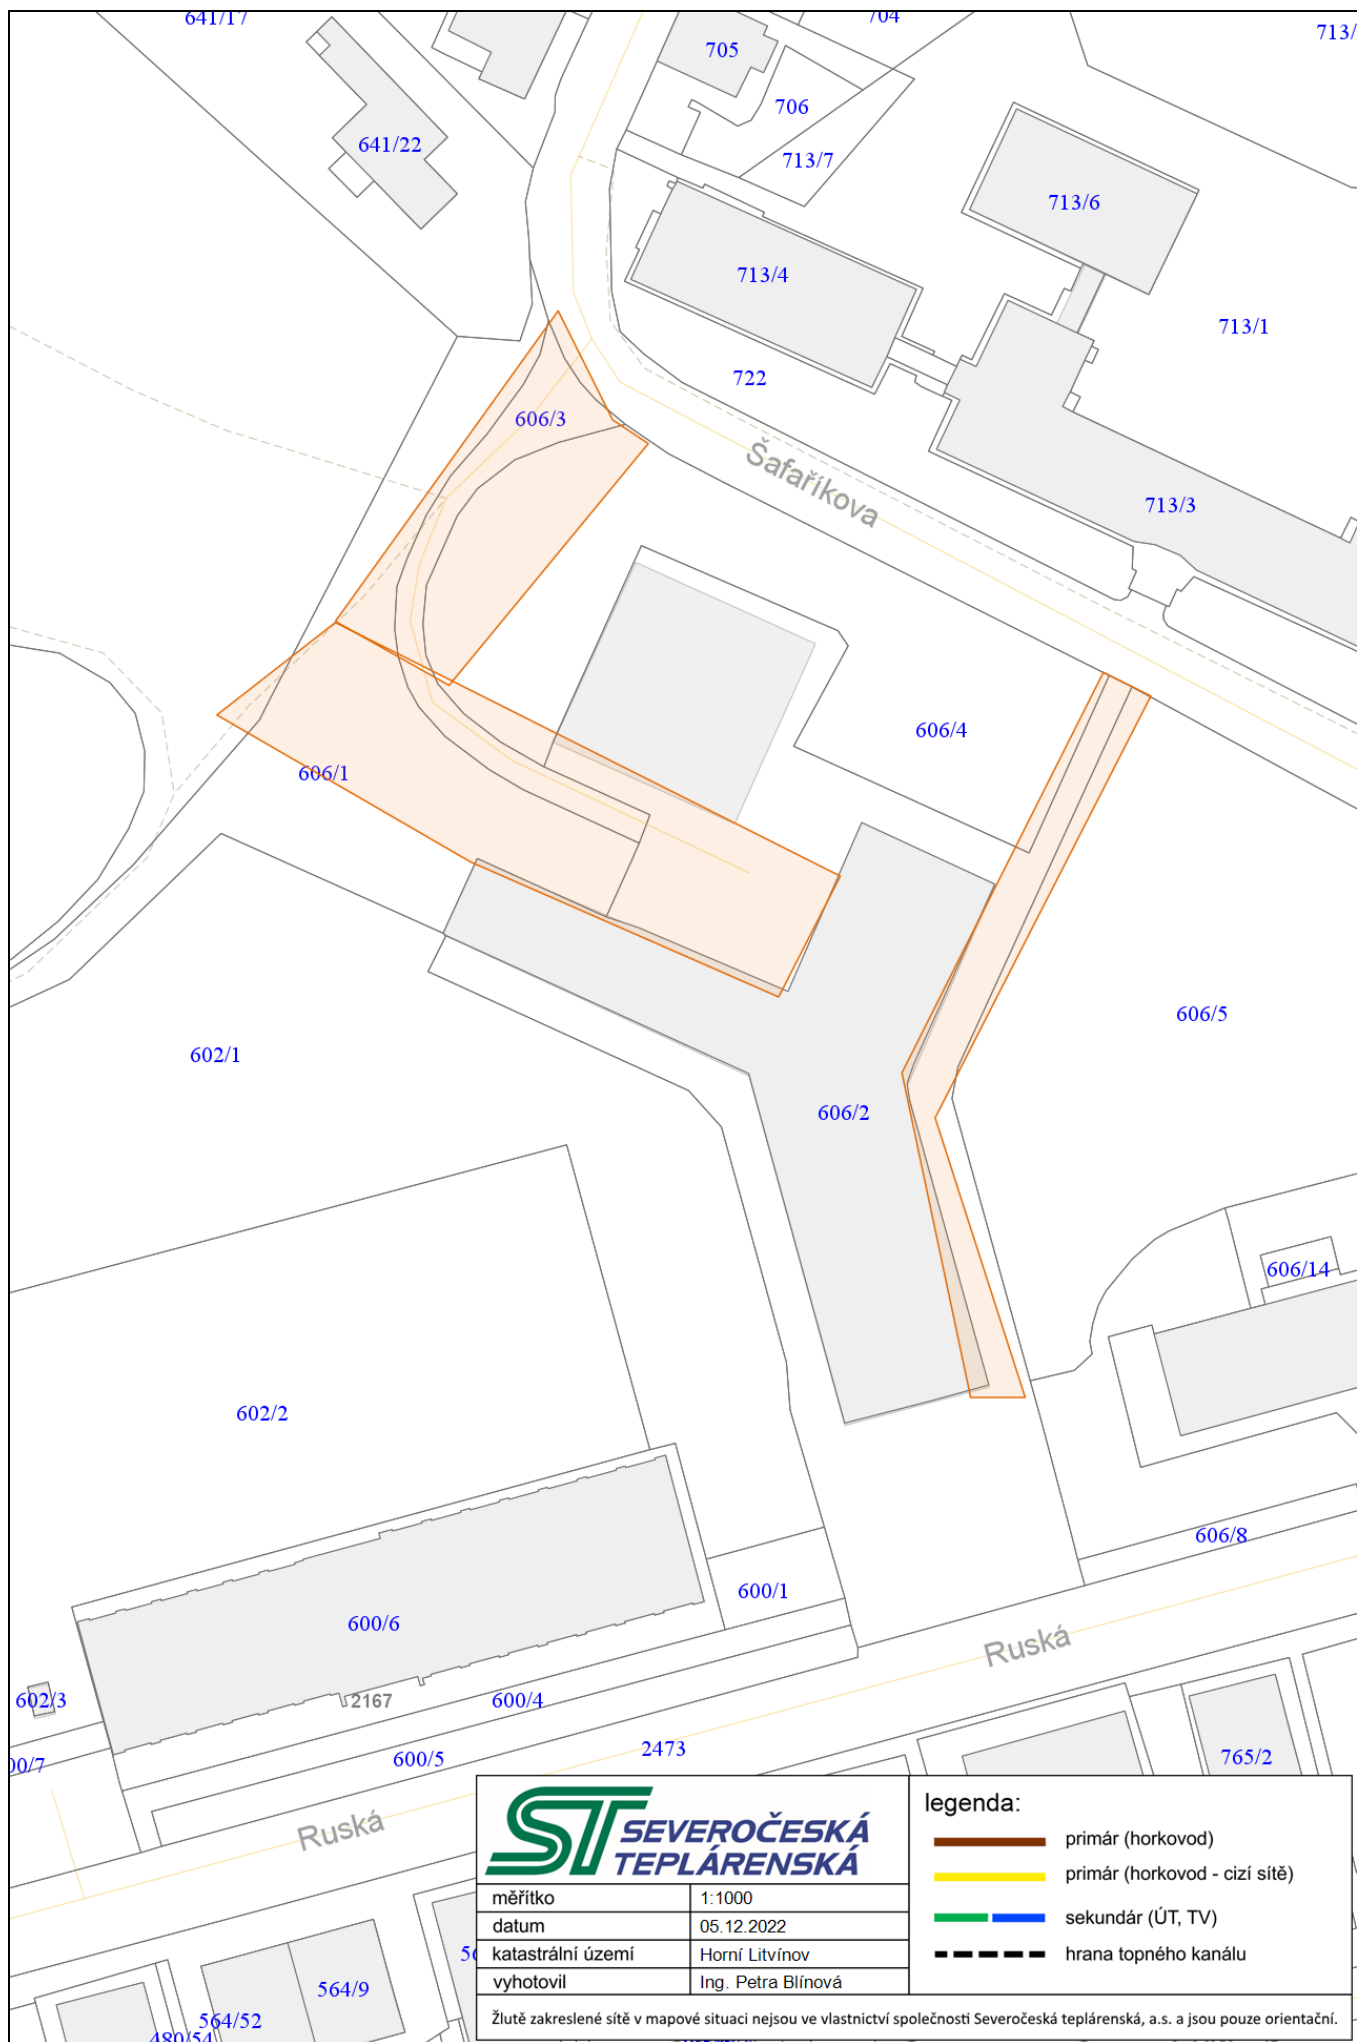 641/17
704
713/
705
706
641/22
713/7
713/6
713/4
713/1
722
606/3
Šafaříkova
713/3
606/4
606/1
606/5
602/1
606/2
606/14
602/2
606/8
600/1
600/6
Ruská
602/3
2167
600/4
2473
00/7
600/5
765/2
Ruská
564/9
564/52
480/54
ST SEVEROČESKÁ
TEPLÁRENSKÁ
měřítko 1:1000
datum 05.12.2022
katastrální území Horní Litvínov
vyhotovil Ing. Petra Blínová
legenda:
primár (horkovod)
primár (horkovod - cizí sítě)
sekundár (ÚT, TV)
hrana topného kanálu
Žlutě zakreslené sítě v mapové situaci nejsou ve vlastnictví společnosti Severočeská teplárenská, a.s. a jsou pouze orientační.